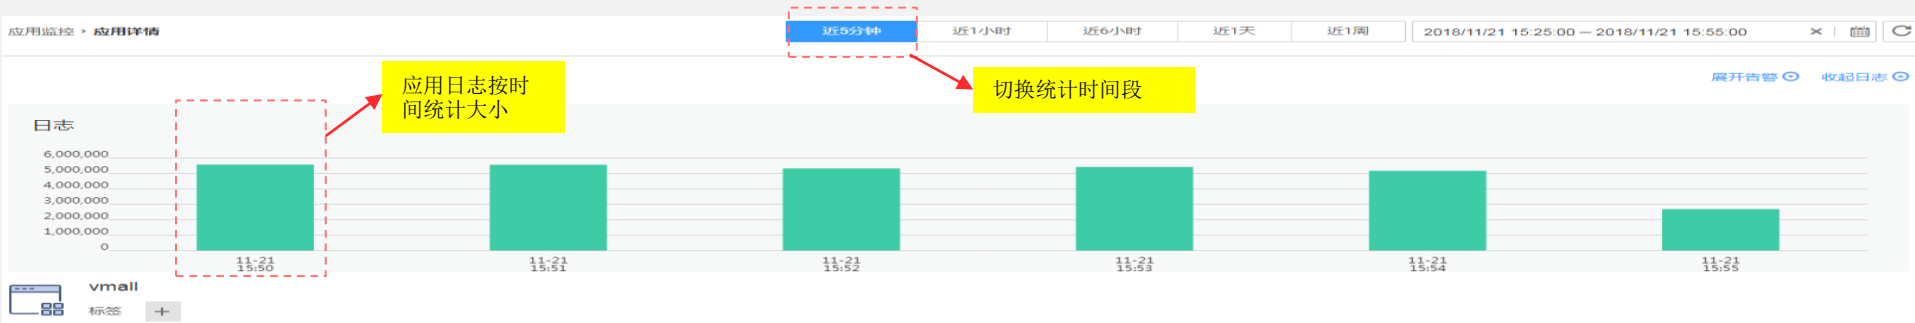 应用监控 › 应用详情
近5分钟
近1小时
近6小时
近1天
近1周
2018/11/21 15:25:00 — 2018/11/21 15:55:00
展开告警
收起日志
应用日志按时
间统计大小
切换统计时间段
日志
6,000,000
5,000,000
4,000,000
3,000,000
2,000,000
1,000,000
0
11-21
15:50
11-21
15:51
11-21
15:52
11-21
15:53
11-21
15:54
11-21
15:55
vmall
标签